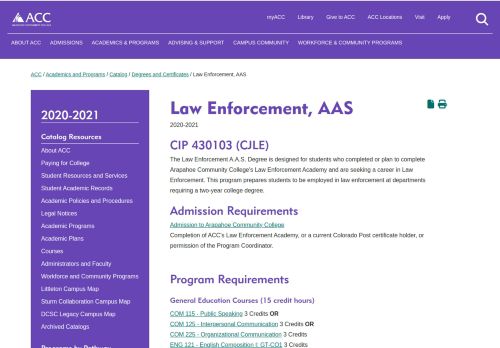 ACC
ARAPAHOE COMMUNITY COLLEGE
myACC Library Give to ACC ACC Locations Visit Apply
ABOUT ACC ADMISSIONS ACADEMICS & PROGRAMS ADVISING & SUPPORT CAMPUS COMMUNITY WORKFORCE & COMMUNITY PROGRAMS
ACC / Academics and Programs / Catalog / Degrees and Certificates / Law Enforcement, AAS
2020-2021
Catalog Resources
About ACC
Paying for College
Student Resources and Services
Student Academic Records
Academic Policies and Procedures
Legal Notices
Academic Programs
Academic Plans
Courses
Administrators and Faculty
Workforce and Community Programs
Littleton Campus Map
Sturm Collaboration Campus Map
DCSC Legacy Campus Map
Archived Catalogs
Programs by Pathway
Law Enforcement, AAS
2020-2021
CIP 430103 (CJLE)
The Law Enforcement A.A.S. Degree is designed for students who completed or plan to complete
Arapahoe Community College's Law Enforcement Academy and are seeking a career in Law
Enforcement. This program prepares students to be employed in law enforcement at departments
requiring a two-year college degree.
Admission Requirements
Admission to Arapahoe Community College
Completion of ACC's Law Enforcement Academy, or a current Colorado Post certificate holder, or
permission of the Program Coordinator.
Program Requirements
General Education Courses (15 credit hours)
COM 115 - Public Speaking 3 Credits OR
COM 125 - Interpersonal Communication 3 Credits OR
COM 225 - Organizational Communication 3 Credits
ENG 121 - English Composition I: GT-CO1 3 Credits